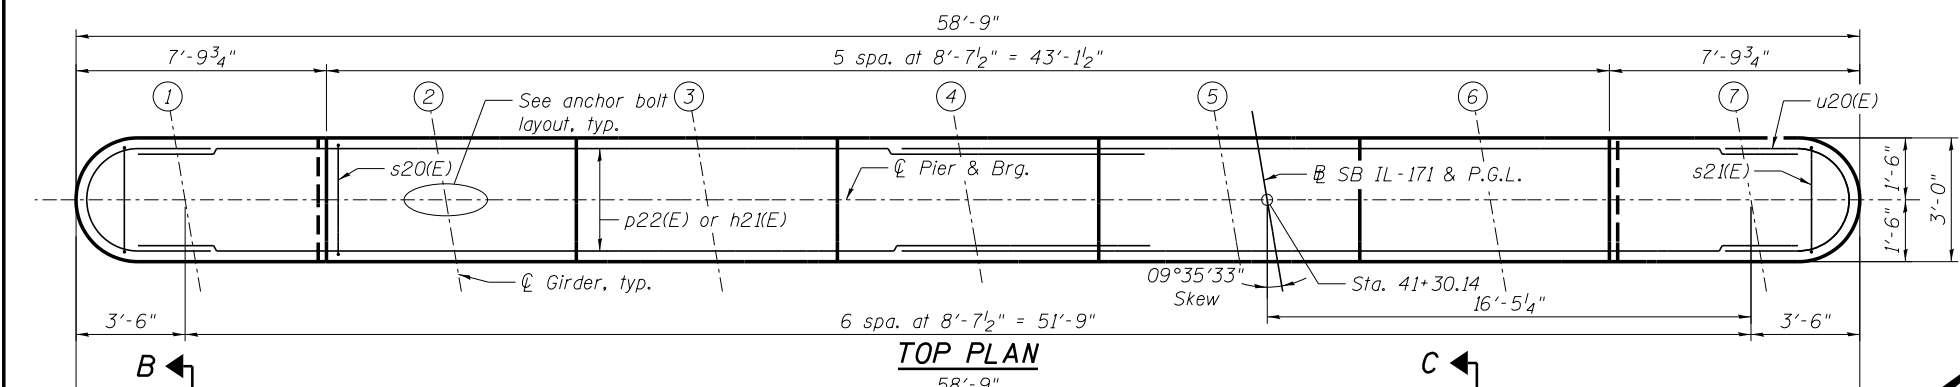 58'-9"
7'-9¾"
5 spa. at 8'-7½" = 43'-1½"
7'-9¾"
1
2
See anchor bolt
layout, typ.
3
4
5
6
7
u20(E)
s20(E)
℄ Pier & Brg.
B͟L SB IL-171 & P.G.L.
s21(E)
1'-6"
3'-0"
1'-6"
p22(E) or h21(E)
℄ Girder, typ.
09°35'33"
Skew
Sta. 41+30.14
16'-5¼"
3'-6"
6 spa. at 8'-7½" = 51'-9"
3'-6"
TOP PLAN
B
C
58'-9"